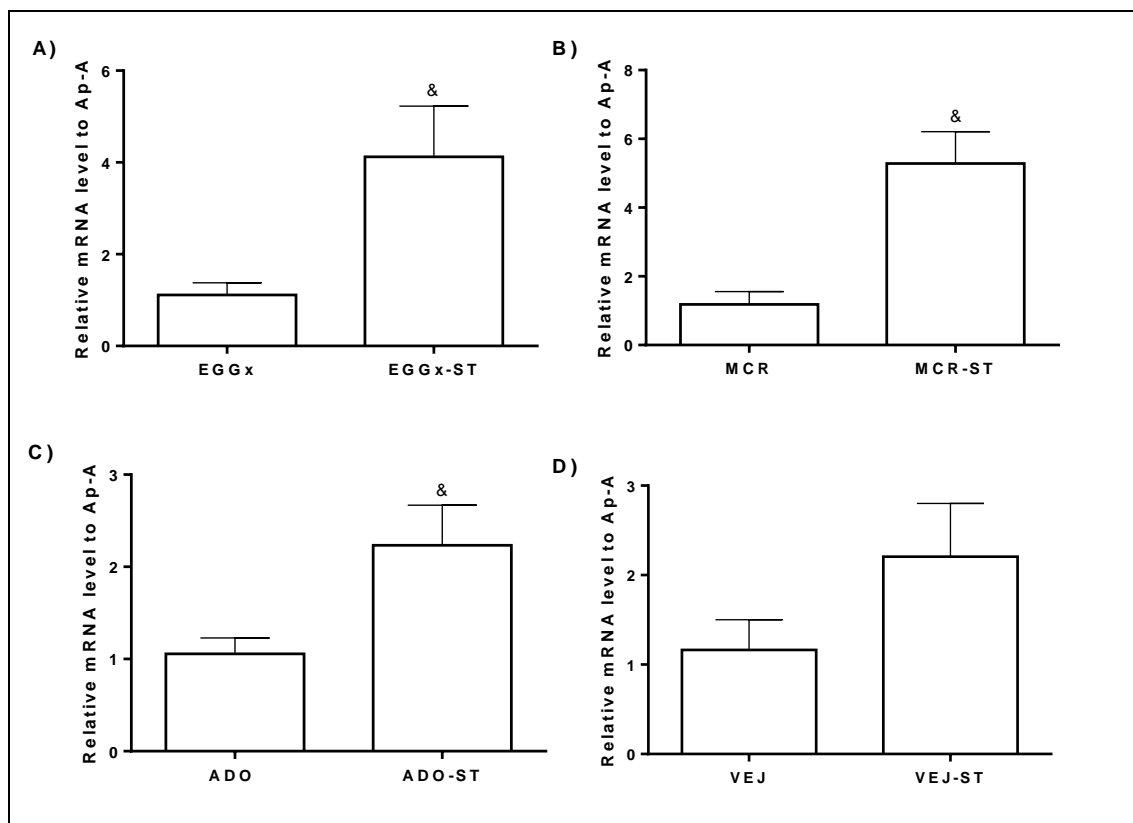 A)
Relative mRNA level to Ap-A
6
4
2
0
&
EGGx
EGGx-ST
B)
Relative mRNA level to Ap-A
8
6
4
2
0
&
MCR
MCR-ST
C)
Relative mRNA level to Ap-A
3
2
1
0
&
ADO
ADO-ST
D)
Relative mRNA level to Ap-A
3
2
1
0
VEJ
VEJ-ST